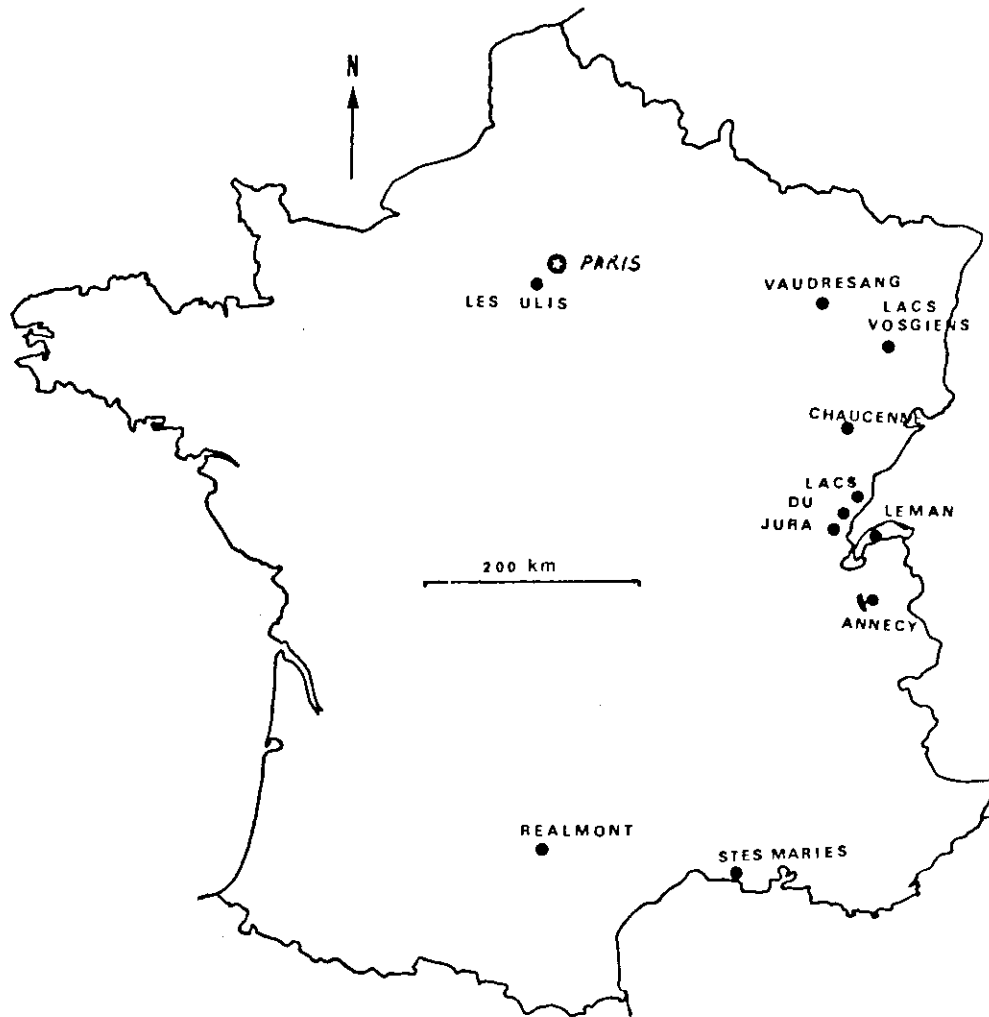 N
PARIS
LES ULIS
VAUDRESANG
LACS
VOSGIENS
CHAUCENNE
LACS
DU
JURA
LEMAN
200 km
ANNECY
REALMONT
STES MARIES